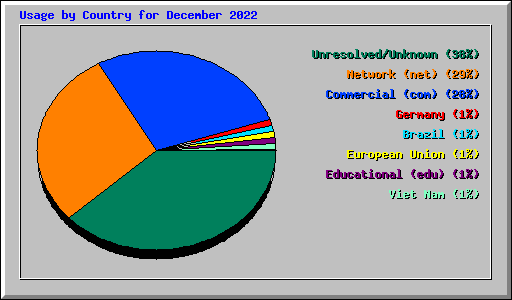 Usage by Country for December 2022
Unresolved/Unknown (38%)
Network (net) (29%)
Commercial (com) (28%)
Germany (1%)
Brazil (1%)
European Union (1%)
Educational (edu) (1%)
Viet Nam (1%)